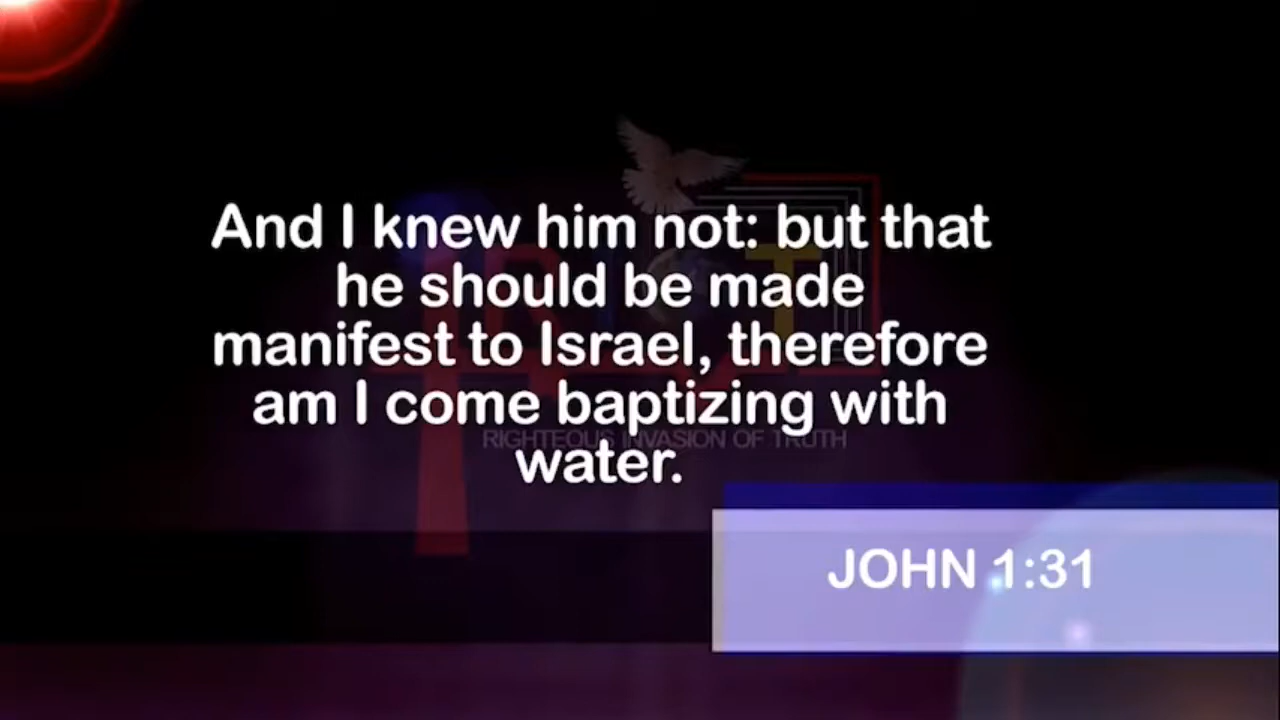 And I knew him not: but that
he should be made
manifest to Israel, therefore
am I come baptizing with
water.
RIGHTEOUS INVASION OF TRUTH
JOHN 1:31